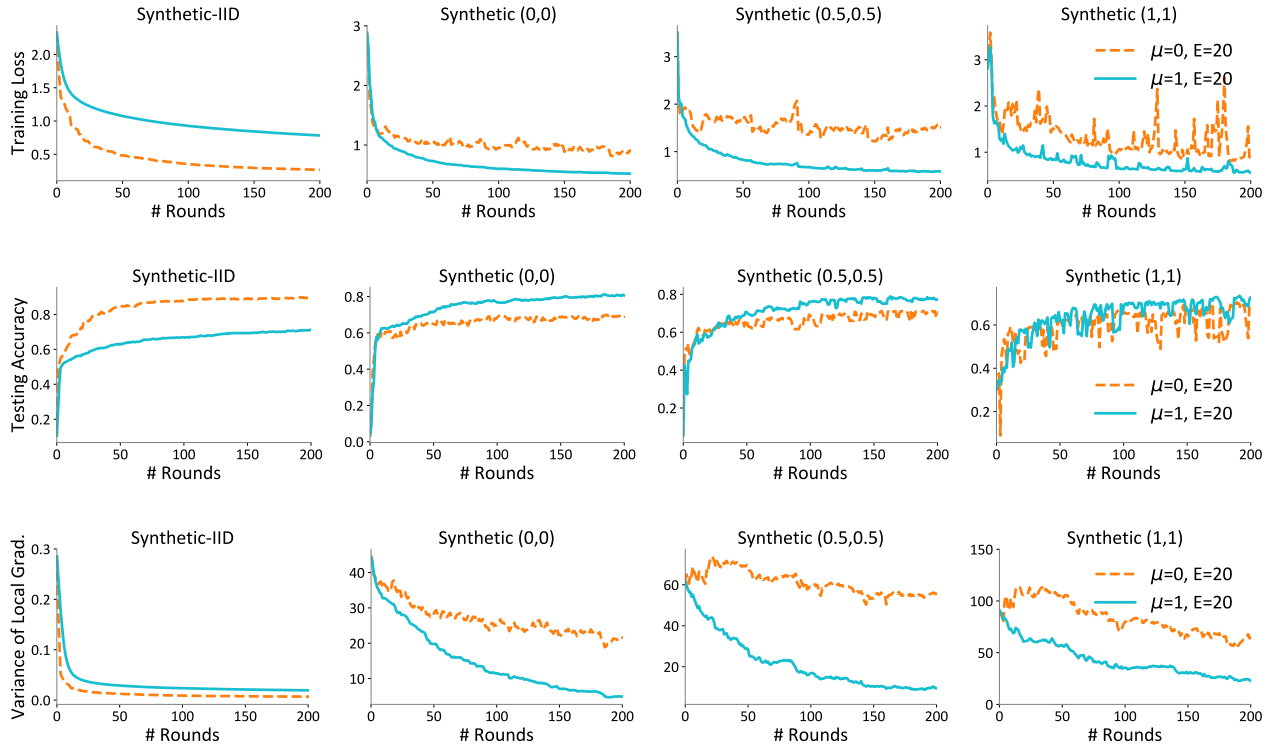 Synthetic-IID
Synthetic (0,0)
Synthetic (0.5,0.5)
Synthetic (1,1)
Training Loss
2.0
1.5
1.0
0.5
0 50 100 150 200
# Rounds
3
2
1
0 50 100 150 200
# Rounds
4
3
2
1
0 50 100 150 200
# Rounds
3
2
1
μ=0, E=20
μ=1, E=20
0 50 100 150 200
# Rounds
Synthetic-IID
Synthetic (0,0)
Synthetic (0.5,0.5)
Synthetic (1,1)
Testing Accuracy
0.8
0.6
0.4
0.2
0 50 100 150 200
# Rounds
0.8
0.6
0.4
0.2
0.0
0 50 100 150 200
# Rounds
0.8
0.6
0.4
0.2
0 50 100 150 200
# Rounds
0.6
0.4
0.2
μ=0, E=20
μ=1, E=20
0 50 100 150 200
# Rounds
Synthetic-IID
Synthetic (0,0)
Synthetic (0.5,0.5)
Synthetic (1,1)
Variance of Local Grad.
0.3
0.2
0.1
0.0
0 50 100 150 200
# Rounds
40
30
20
10
0 50 100 150 200
# Rounds
60
40
20
0 50 100 150 200
# Rounds
150
100
50
0
μ=0, E=20
μ=1, E=20
0 50 100 150 200
# Rounds